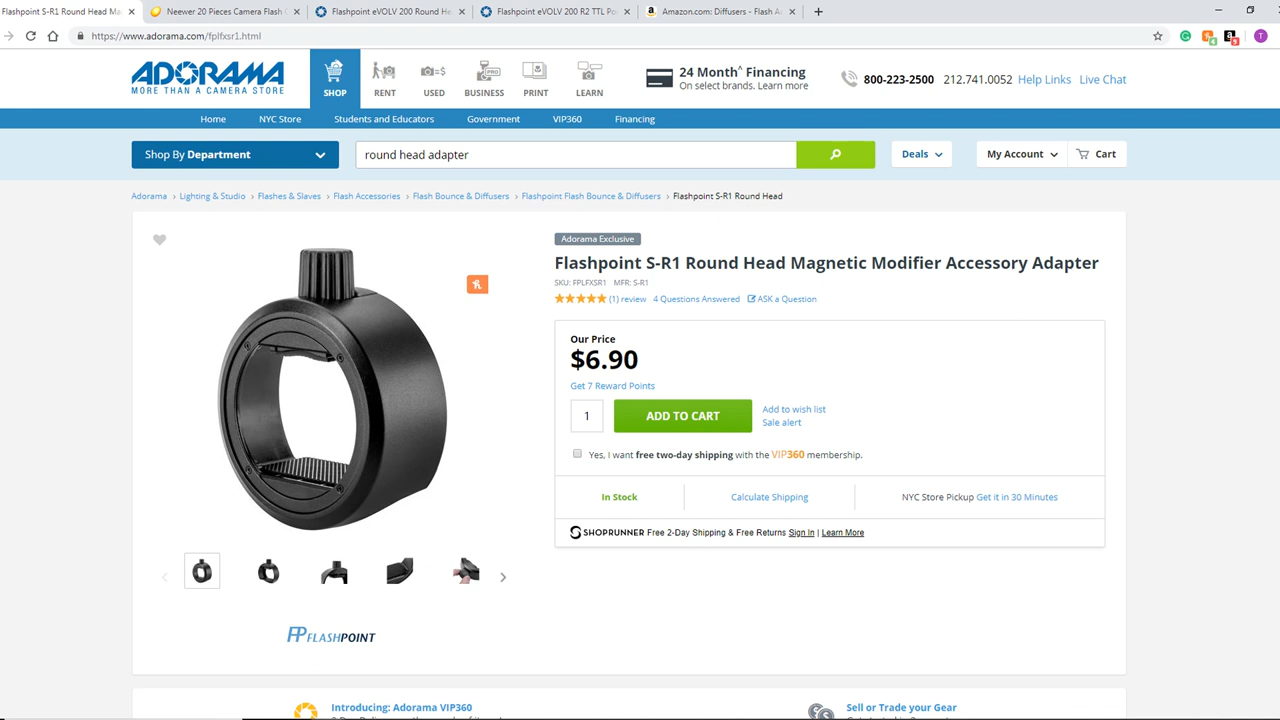 Flashpoint S-R1 Round Head Ma
Neewer 20 Pieces Camera Flash
Flashpoint eVOLV 200 Round He
Flashpoint eVOLV 200 R2 TTL Po
Amazon.com: Diffusers - Flash Ac
https://www.adorama.com/fplfxsr1.html
T
ADORAMA
MORE THAN A CAMERA STORE
SHOP
RENT
USED
BUSINESS
PRINT
LEARN
24 Month^ Financing
On select brands. Learn more
800-223-2500 212.741.0052 Help Links Live Chat
Home NYC Store Students and Educators Government VIP360 Financing
Shop By Department
round head adapter
Deals
My Account
Cart
Adorama > Lighting & Studio > Flashes & Slaves > Flash Accessories > Flash Bounce & Diffusers > Flashpoint Flash Bounce & Diffusers > Flashpoint S-R1 Round Head
Adorama Exclusive
Flashpoint S-R1 Round Head Magnetic Modifier Accessory Adapter
SKU: FPLFXSR1 MFR: S-R1
(1) review 4 Questions Answered ASK a Question
Our Price
$6.90
Get 7 Reward Points
1
ADD TO CART
Add to wish list
Sale alert
Yes, I want free two-day shipping with the VIP360 membership.
In Stock
Calculate Shipping
NYC Store Pickup Get it in 30 Minutes
SHOPRUNNER Free 2-Day Shipping & Free Returns Sign In | Learn More
FP FLASHPOINT
Introducing: Adorama VIP360
Sell or Trade your Gear